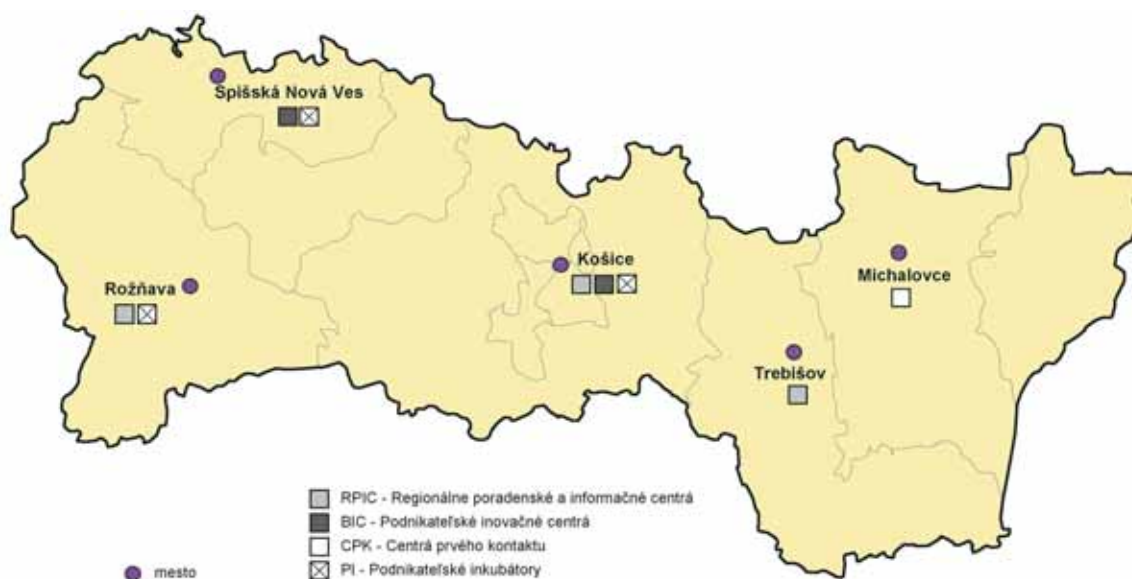 Spišská Nová Ves
Košice
Michalovce
Rožňava
Trebišov
RPIC - Regionálne poradenské a informačné centrá
BIC - Podnikateľské inovačné centrá
CPK - Centrá prvého kontaktu
PI - Podnikateľské inkubátory
mesto